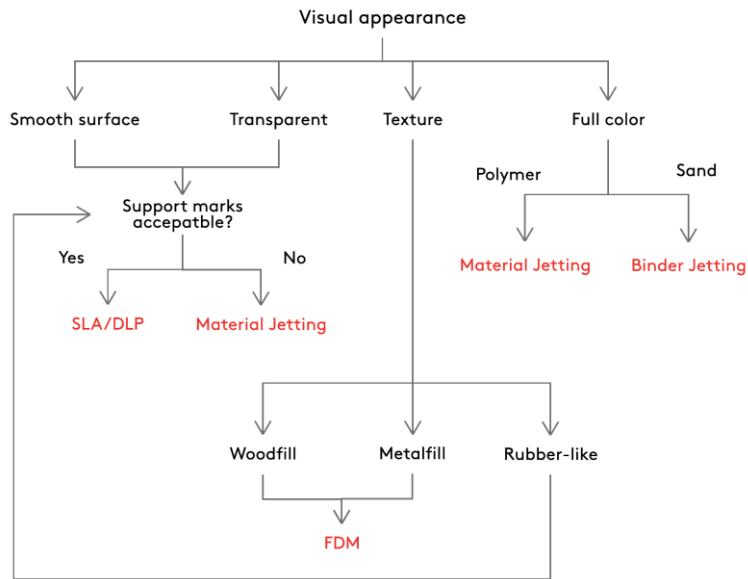 Visual appearance
Smooth surface
Transparent
Texture
Full color
Polymer
Sand
Support marks
accepatble?
Yes
No
Material Jetting
Binder Jetting
SLA/DLP
Material Jetting
Woodfill
Metalfill
Rubber-like
FDM